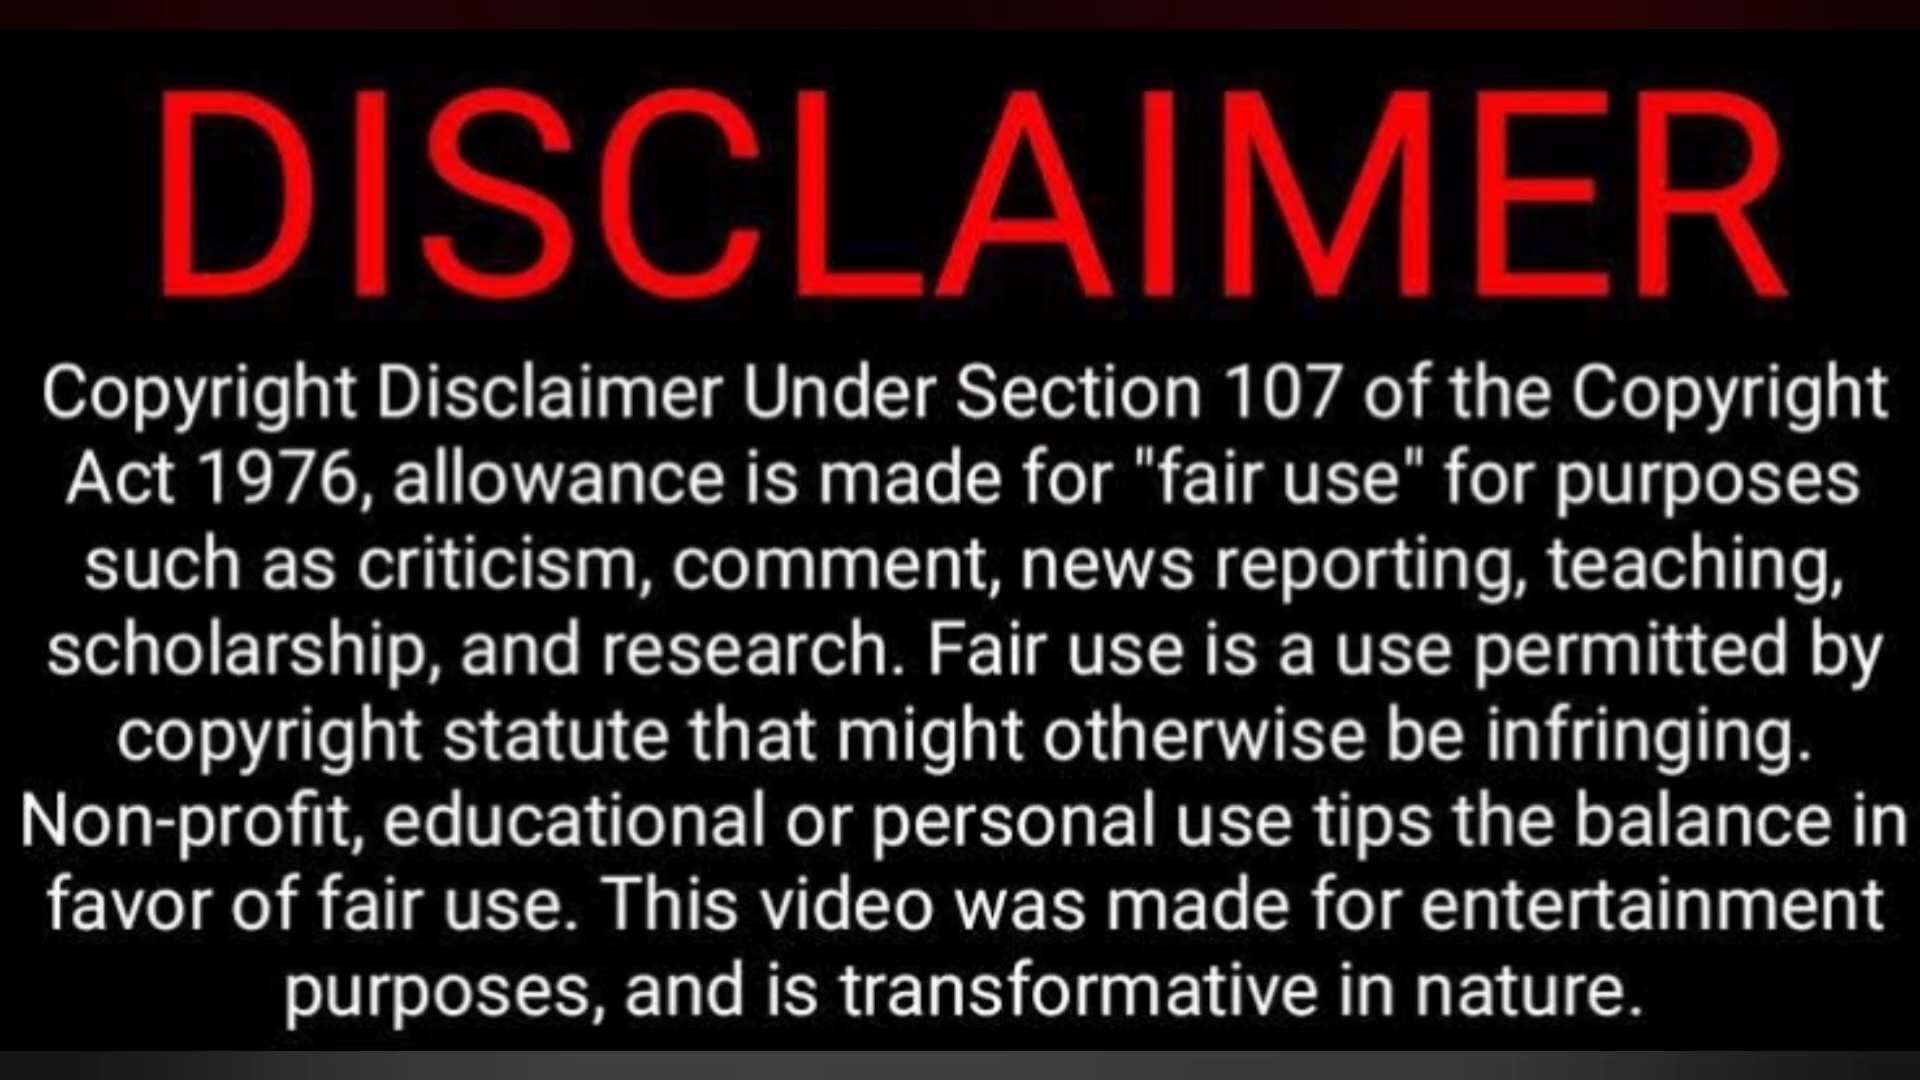 DISCLAIMER
Copyright Disclaimer Under Section 107 of the Copyright
Act 1976, allowance is made for "fair use" for purposes
such as criticism, comment, news reporting, teaching,
scholarship, and research. Fair use is a use permitted by
copyright statute that might otherwise be infringing.
Non-profit, educational or personal use tips the balance in
favor of fair use. This video was made for entertainment
purposes, and is transformative in nature.